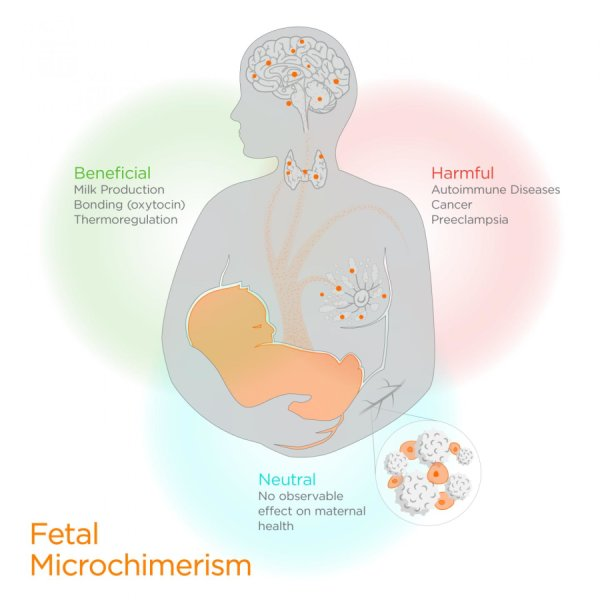 Beneficial
Milk Production
Bonding (oxytocin)
Thermoregulation
Harmful
Autoimmune Diseases
Cancer
Preeclampsia
Neutral
No observable
effect on maternal
health
Fetal
Microchimerism